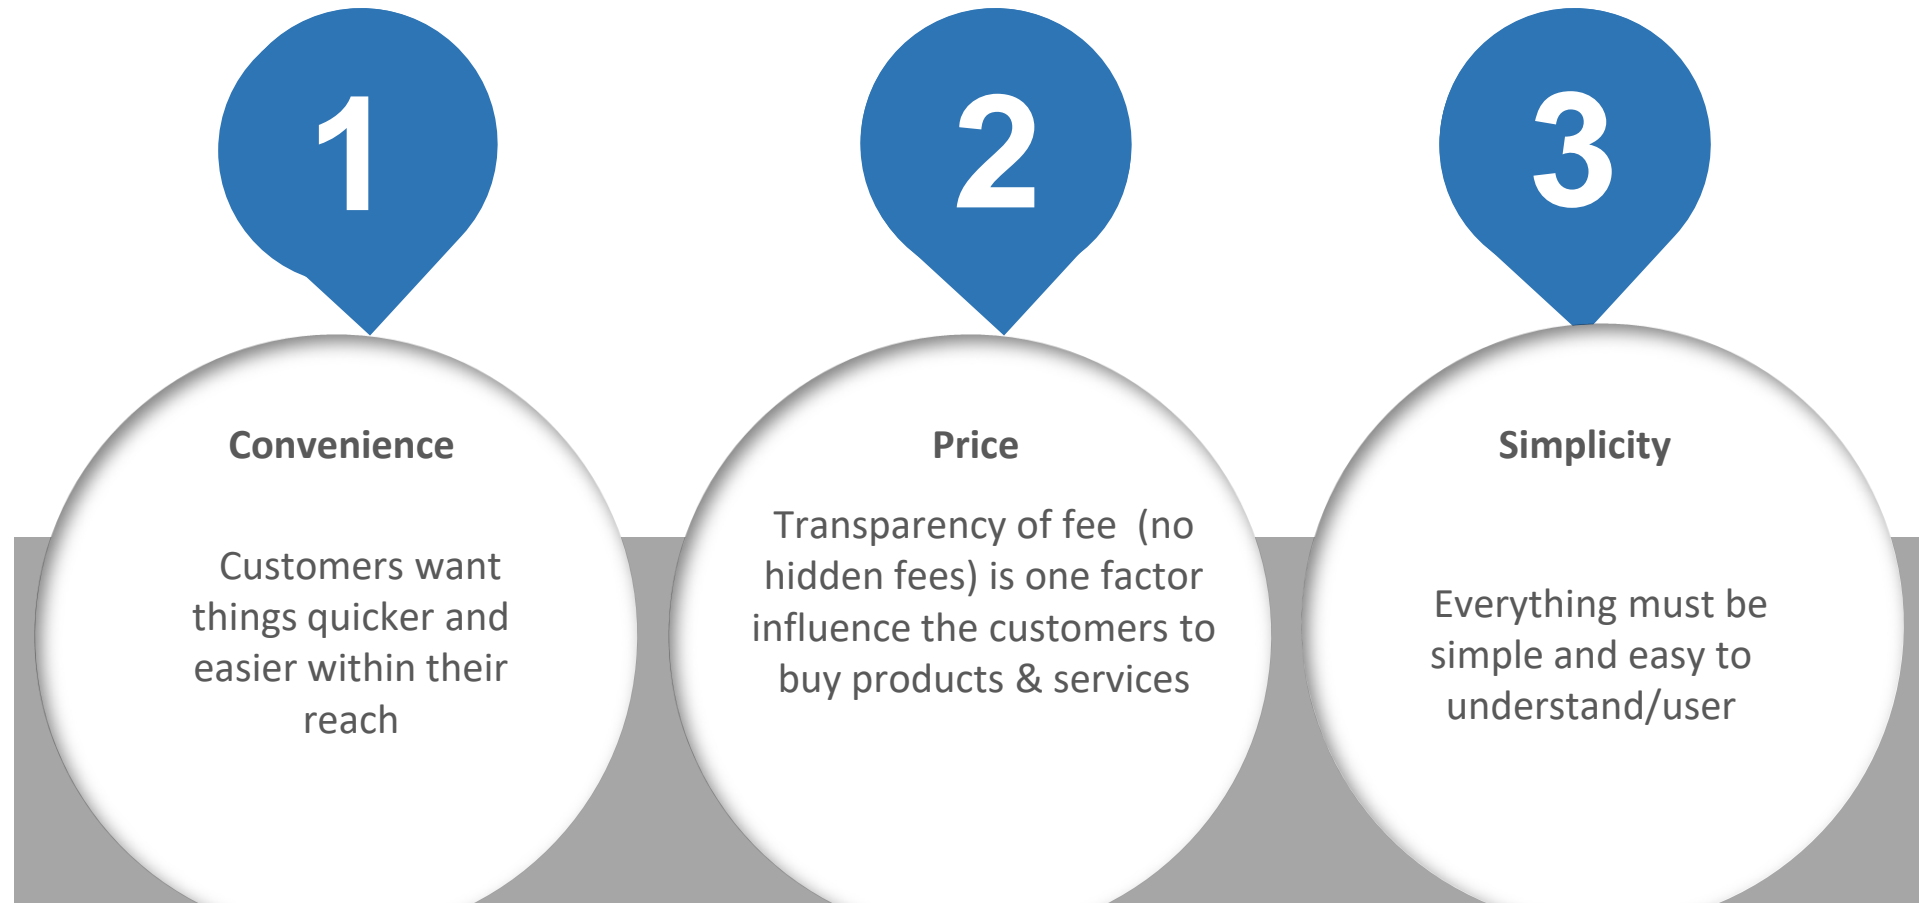 1
Convenience
Customers want
things quicker and
easier within their
reach
2
Price
Transparency of fee  (no
hidden fees) is one factor
influence the customers to
buy products & services
3
Simplicity
Everything must be
simple and easy to
understand/user